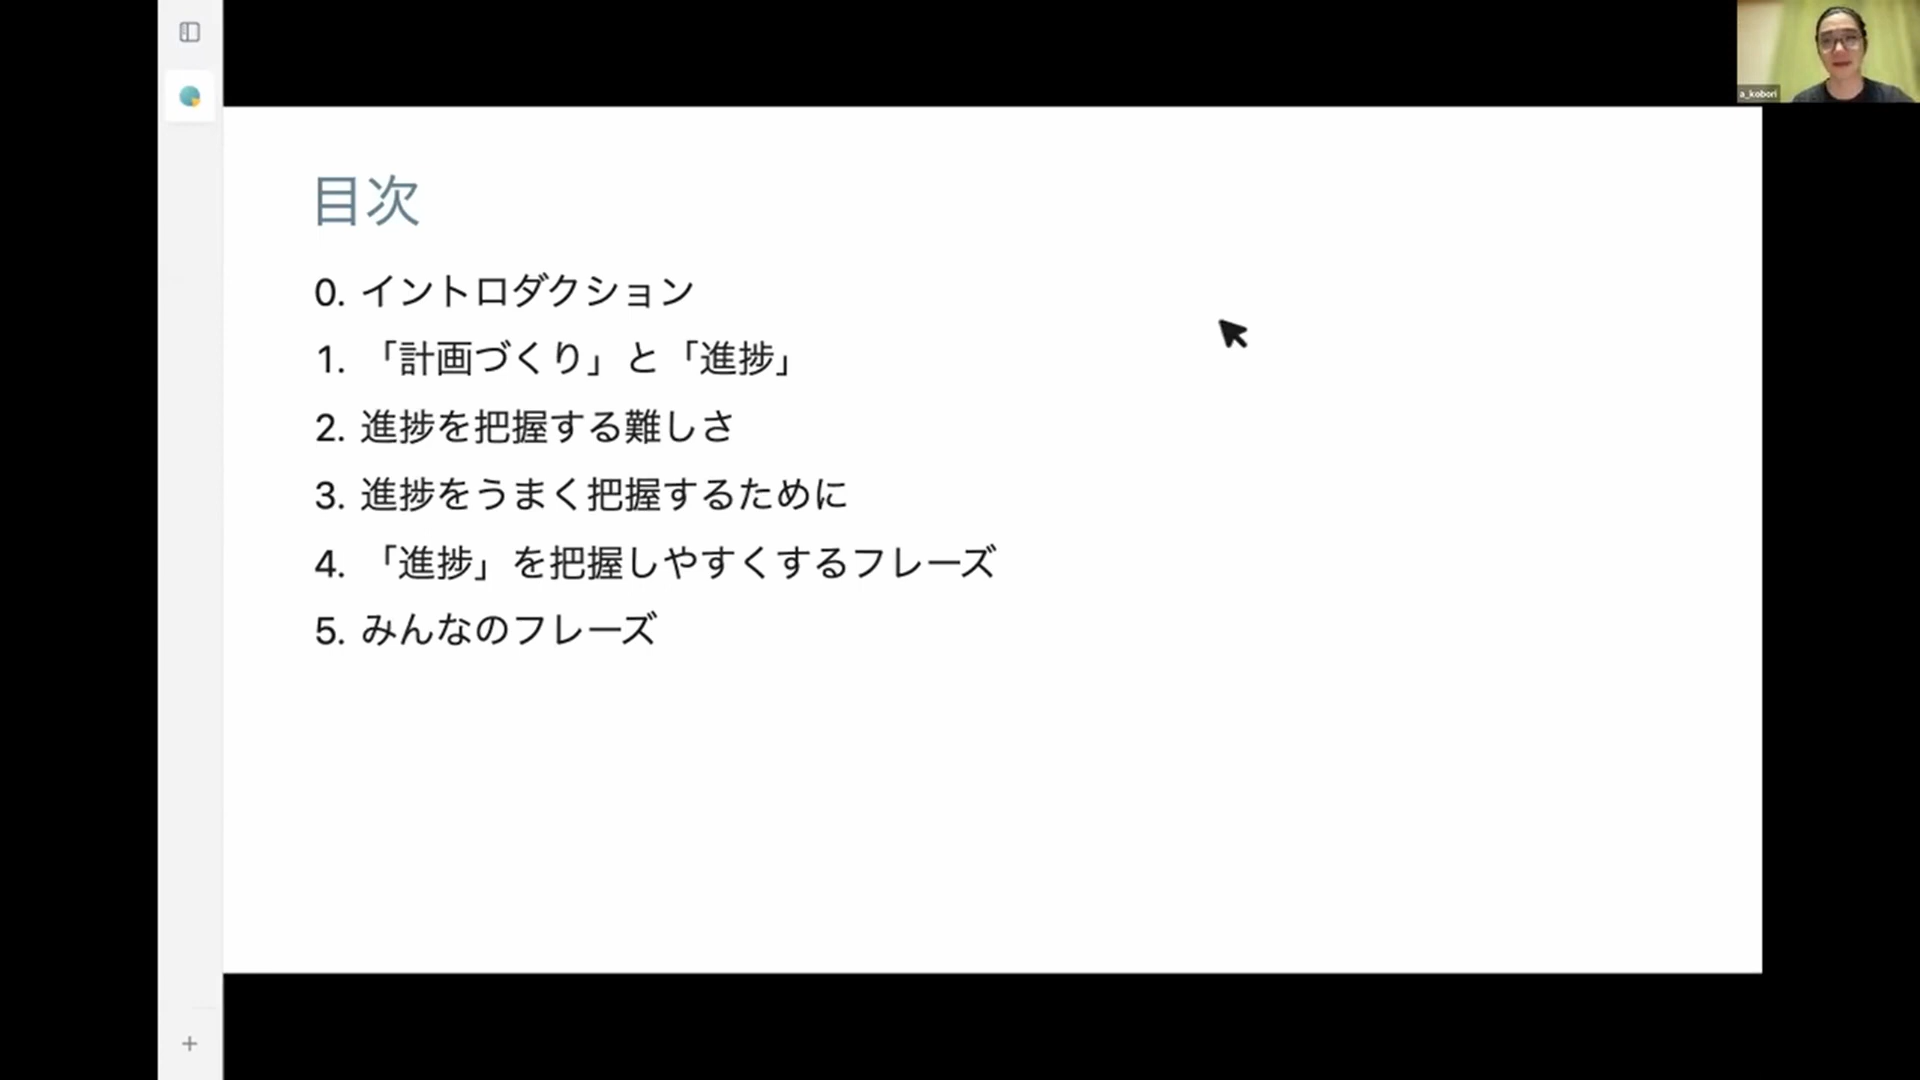 a_kobori
目次
0. イントロダクション
1. 「計画づくり」と「進捗」
2. 進捗を把握する難しさ
3. 進捗をうまく把握するために
4. 「進捗」を把握しやすくするフレーズ
5. みんなのフレーズ